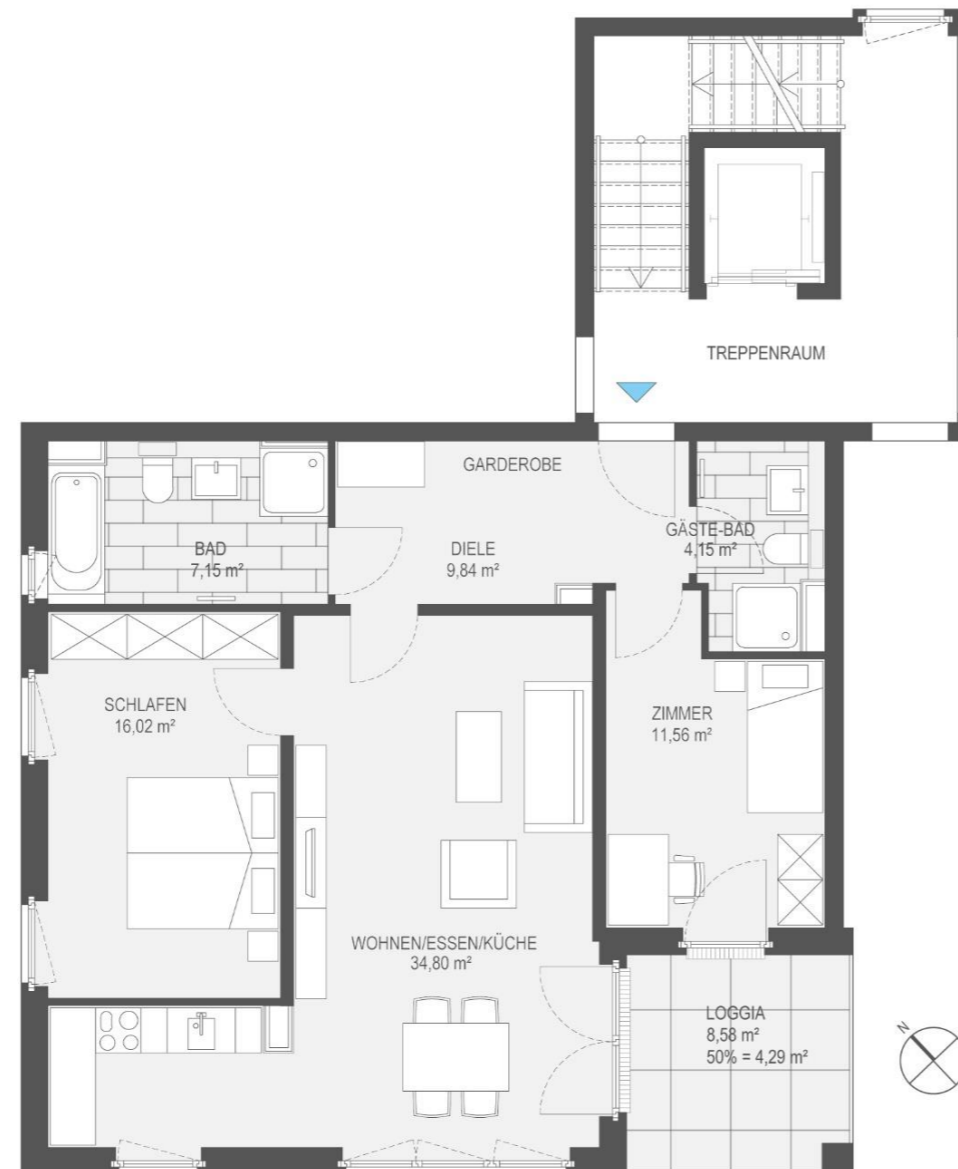 TREPPENRAUM
GARDEROBE
BAD
7,15 m²
DIELE
9,84 m²
GÄSTE-BAD
4,15 m²
SCHLAFEN
16,02 m²
ZIMMER
11,56 m²
WOHNEN/ESSEN/KÜCHE
34,80 m²
LOGGIA
8,58 m²
50% = 4,29 m²
N